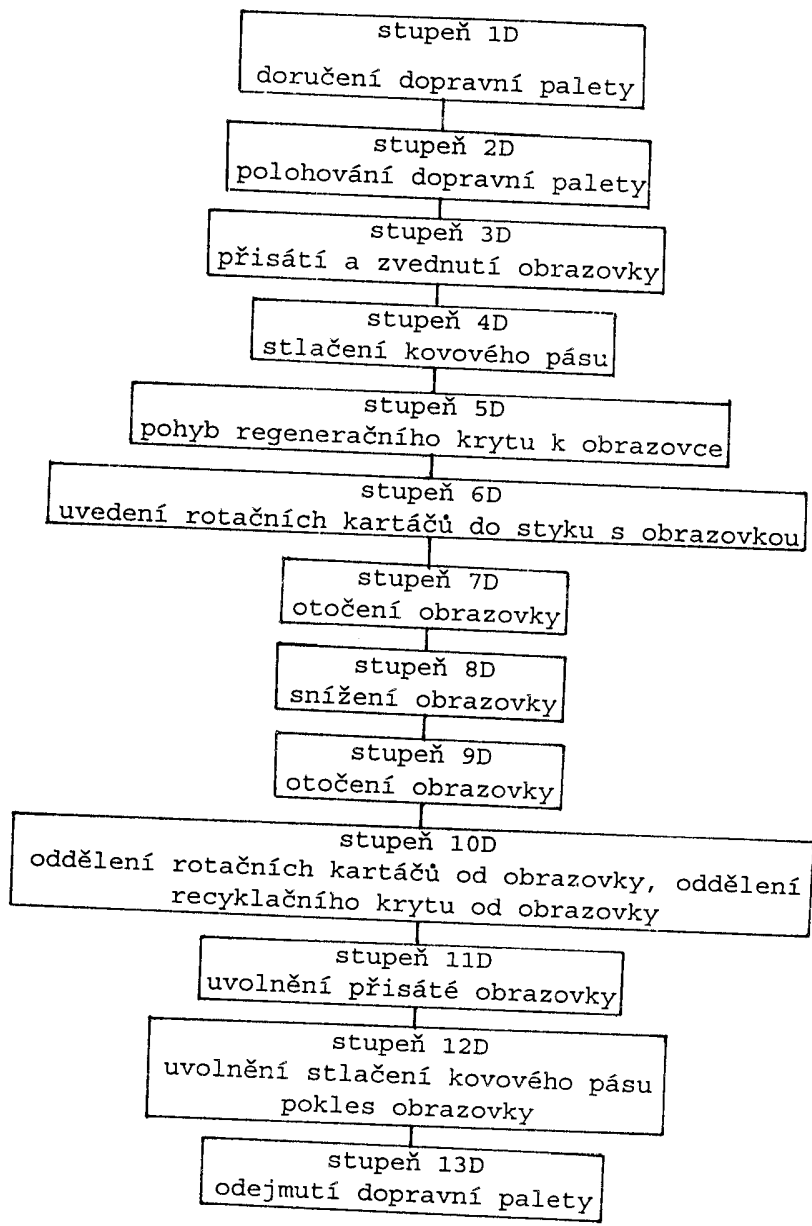 stupeň 1D
doručení dopravní palety
stupeň 2D
polohování dopravní palety
stupeň 3D
přisátí a zvednutí obrazovky
stupeň 4D
stlačení kovového pásu
stupeň 5D
pohyb regeneračního krytu k obrazovce
stupeň 6D
uvedení rotačních kartáčů do styku s obrazovkou
stupeň 7D
otočení obrazovky
stupeň 8D
snížení obrazovky
stupeň 9D
otočení obrazovky
stupeň 10D
oddělení rotačních kartáčů od obrazovky, oddělení
recyklačního krytu od obrazovky
stupeň 11D
uvolnění přisáté obrazovky
stupeň 12D
uvolnění stlačení kovového pásu
pokles obrazovky
stupeň 13D
odejmutí dopravní palety